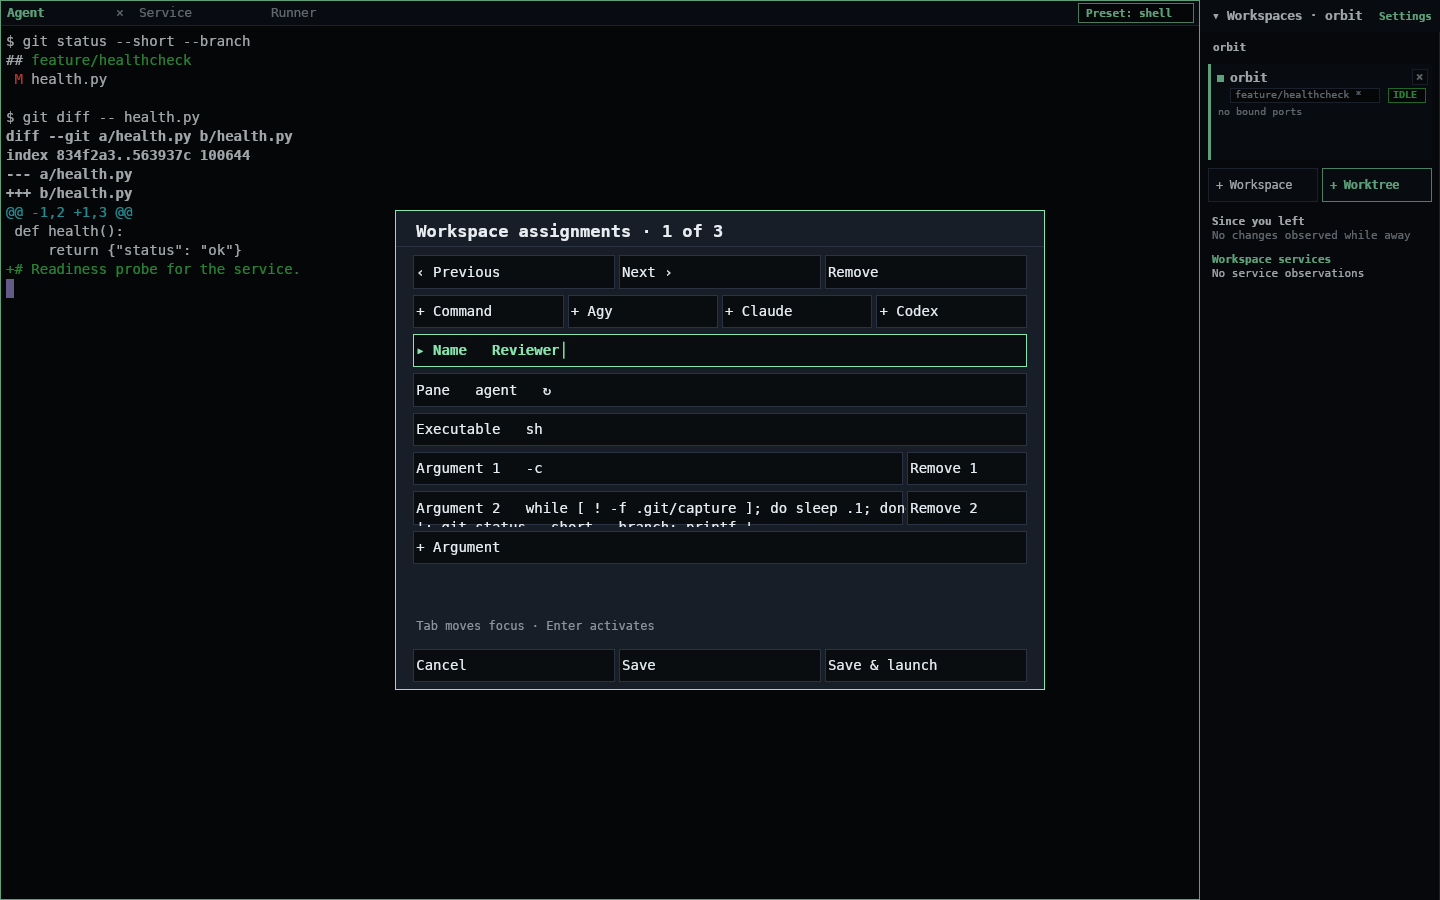 Agent × Service Runner Preset: shell
$ git status --short --branch
## feature/healthcheck
 M health.py
$ git diff -- health.py
diff --git a/health.py b/health.py
index 834f2a3..563937c 100644
--- a/health.py
+++ b/health.py
@@ -1,2 +1,3 @@
 def health():
     return {"status": "ok"}
+# Readiness probe for the service.
Workspace assignments · 1 of 3
‹ Previous Next › Remove
+ Command + Agy + Claude + Codex
▸ Name Reviewer
Pane agent ↻
Executable sh
Argument 1 -c Remove 1
Argument 2 while [ ! -f .git/capture ]; do sleep .1; don Remove 2
+ Argument
Tab moves focus · Enter activates
Cancel Save Save & launch
▾ Workspaces · orbit Settings
orbit
orbit ×
feature/healthcheck * IDLE
no bound ports
+ Workspace + Worktree
Since you left
No changes observed while away
Workspace services
No service observations